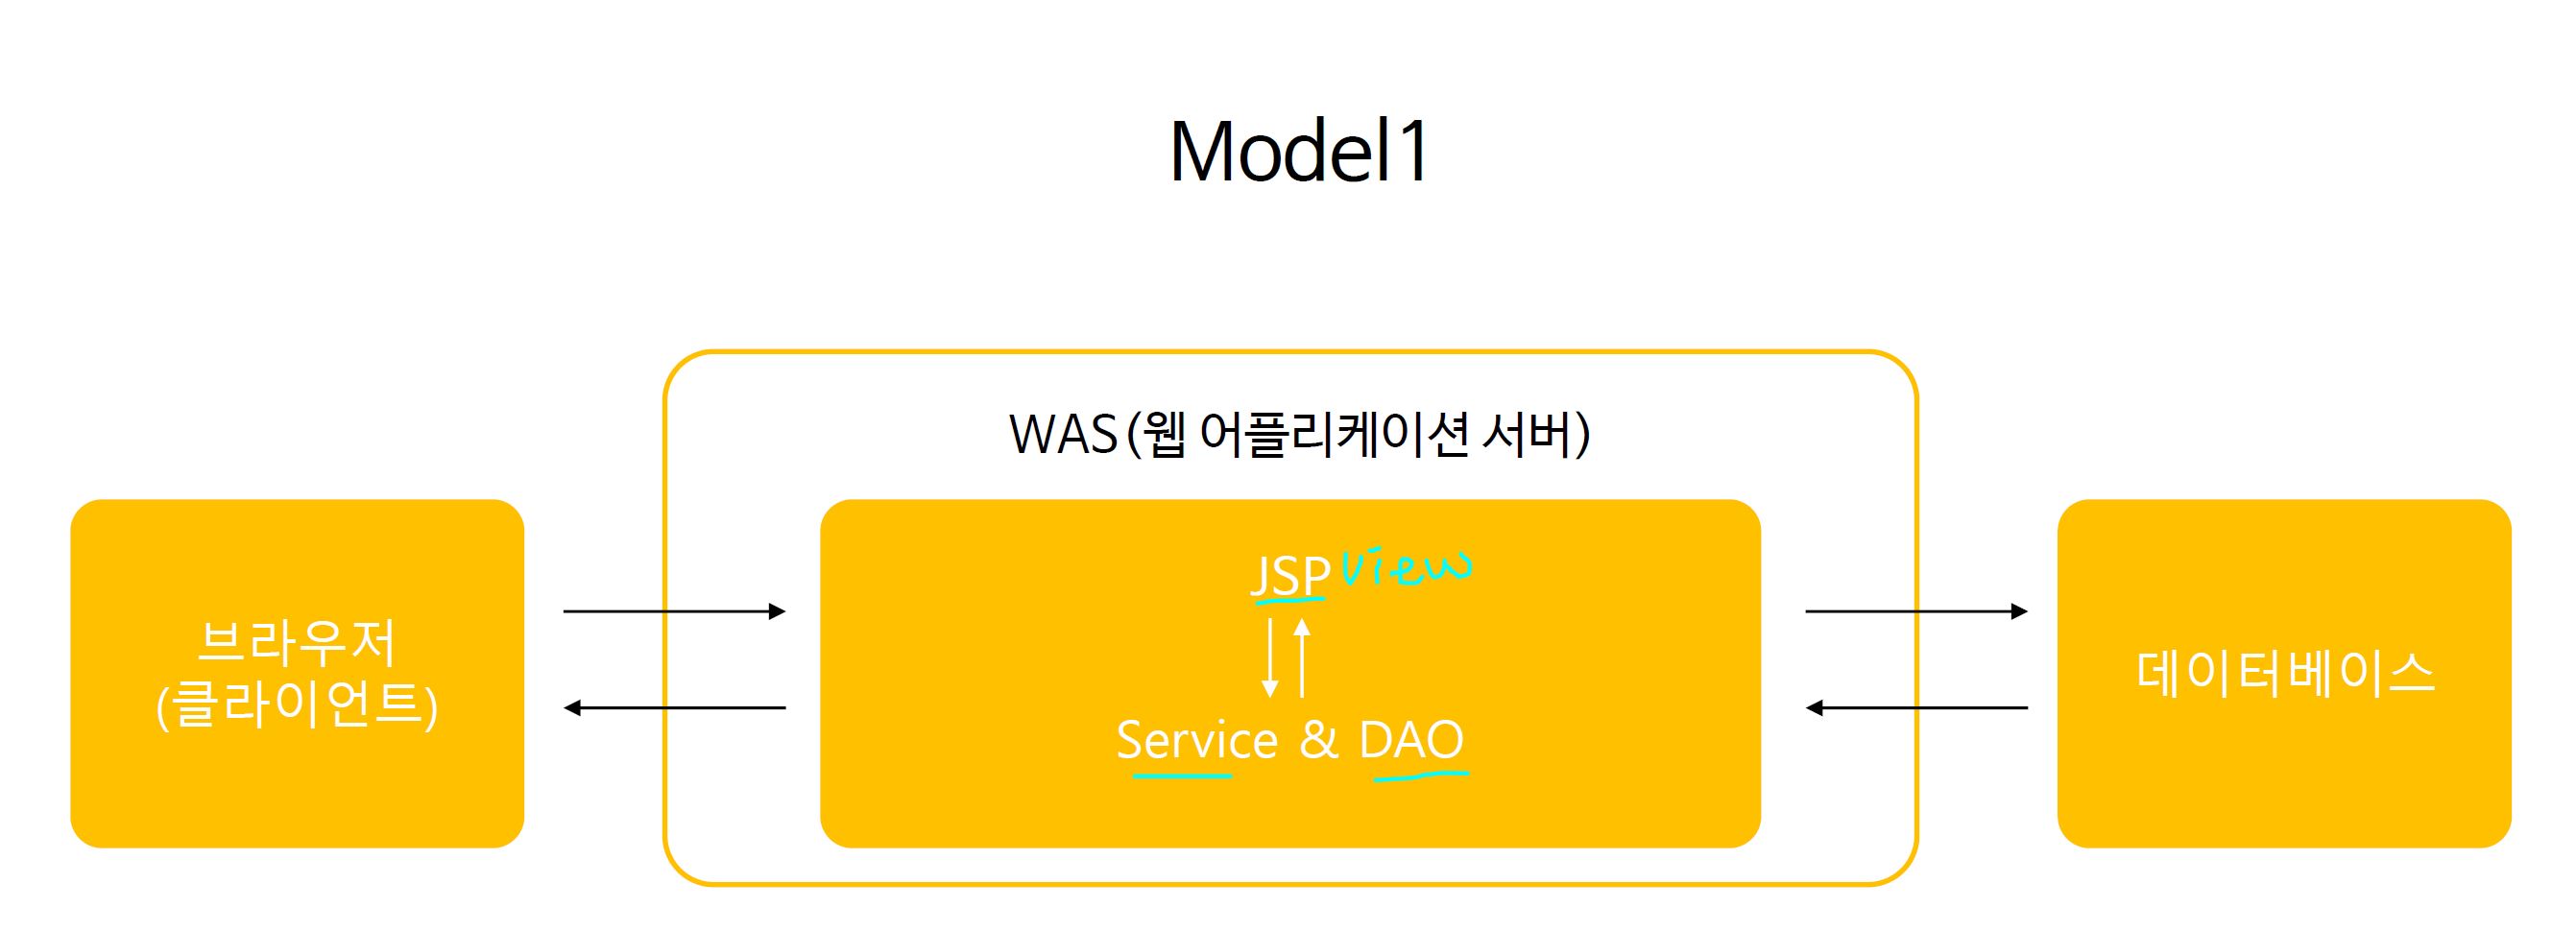 Model1
WAS(웹 어플리케이션 서버)
브라우저
(클라이언트)
JSP view
Service & DAO
데이터베이스